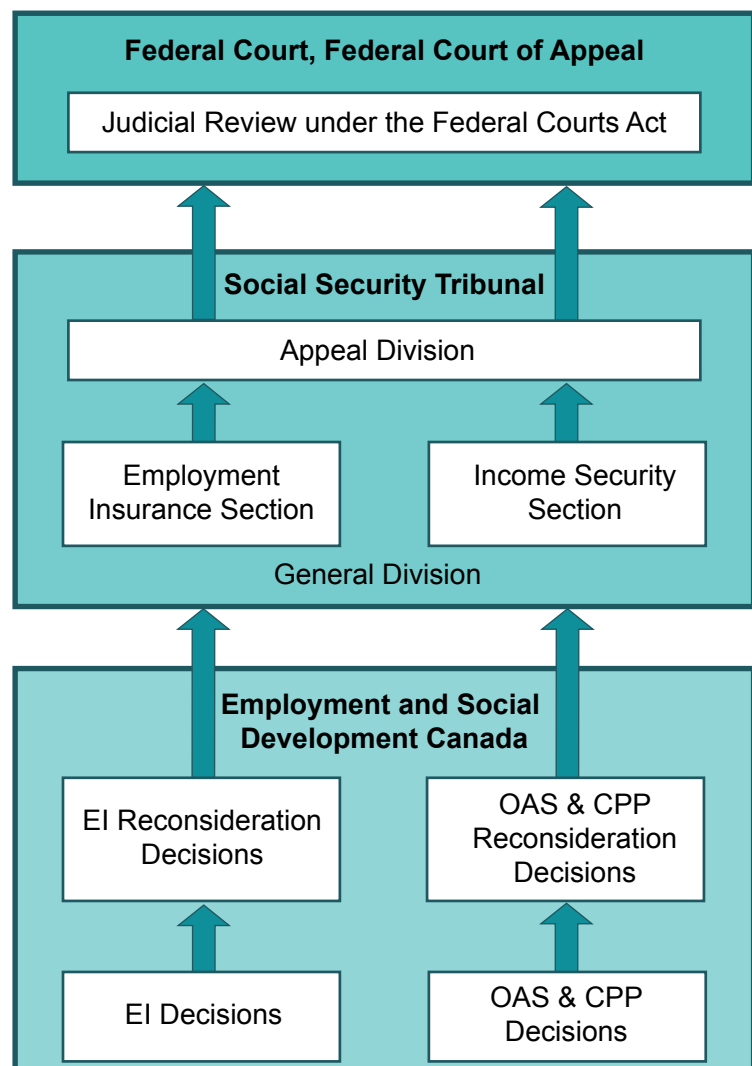 Federal Court, Federal Court of Appeal
Judicial Review under the Federal Courts Act
Social Security Tribunal
Appeal Division
Employment
Insurance Section
Income Security
Section
General Division
Employment and Social
Development Canada
EI Reconsideration
Decisions
OAS & CPP
Reconsideration
Decisions
EI Decisions
OAS & CPP
Decisions